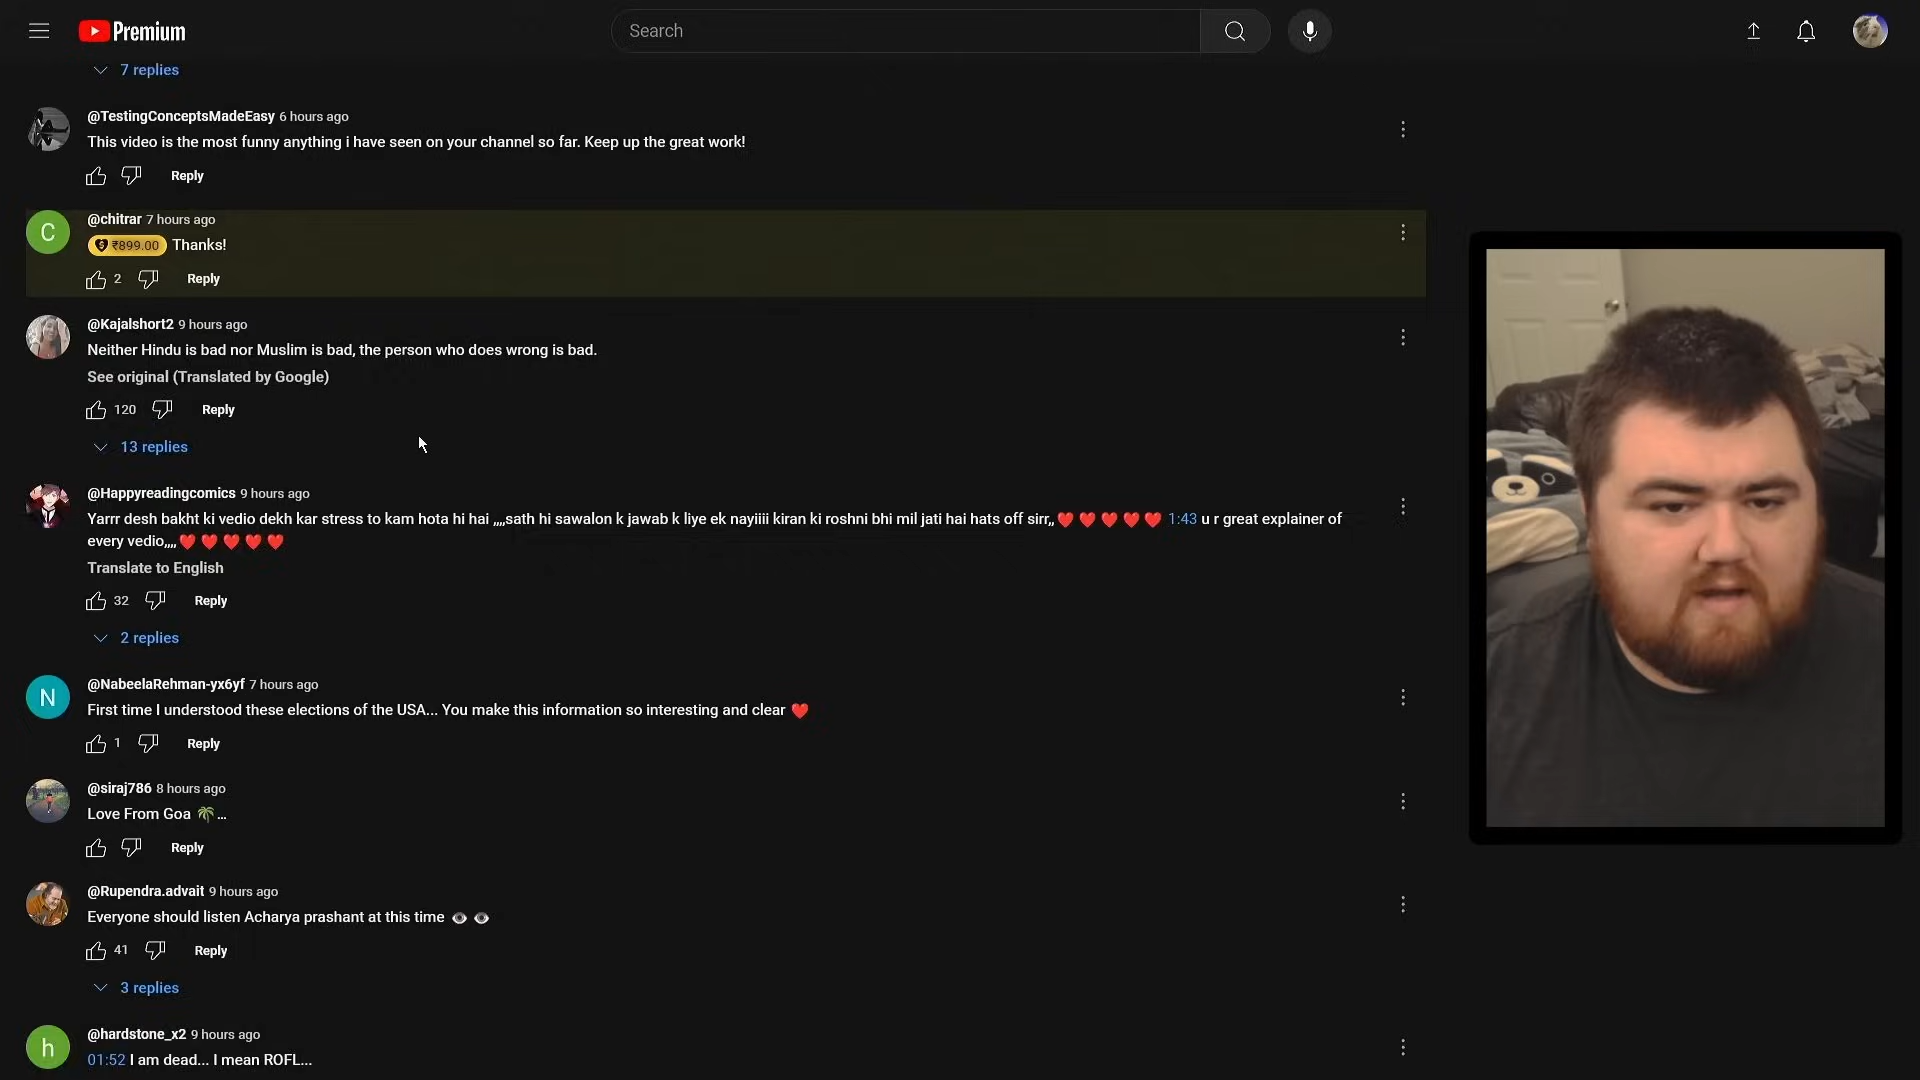 Premium
Search
7 replies
@TestingConceptsMadeEasy 6 hours ago
This video is the most funny anything i have seen on your channel so far. Keep up the great work!
Reply
C
@chitrar 7 hours ago
₹899.00 Thanks!
2 Reply
@Kajalshort2 9 hours ago
Neither Hindu is bad nor Muslim is bad, the person who does wrong is bad.
See original (Translated by Google)
120 Reply
13 replies
@Happyreadingcomics 9 hours ago
Yarrr desh bakht ki vedio dekh kar stress to kam hota hi hai ,,,,sath hi sawalon k jawab k liye ek nayiiii kiran ki roshni bhi mil jati hai hats off sirr,,❤️❤️❤️❤️❤️ 1:43 u r great explainer of
every vedio,,,,❤️❤️❤️❤️❤️
Translate to English
32 Reply
2 replies
N
@NabeelaRehman-yx6yf 7 hours ago
First time I understood these elections of the USA... You make this information so interesting and clear ❤️
1 Reply
@siraj786 8 hours ago
Love From Goa 🌴...
Reply
@Rupendra.advait 9 hours ago
Everyone should listen Acharya prashant at this time 👁️ 👁️
41 Reply
3 replies
h
@hardstone_x2 9 hours ago
01:52 I am dead... I mean ROFL...